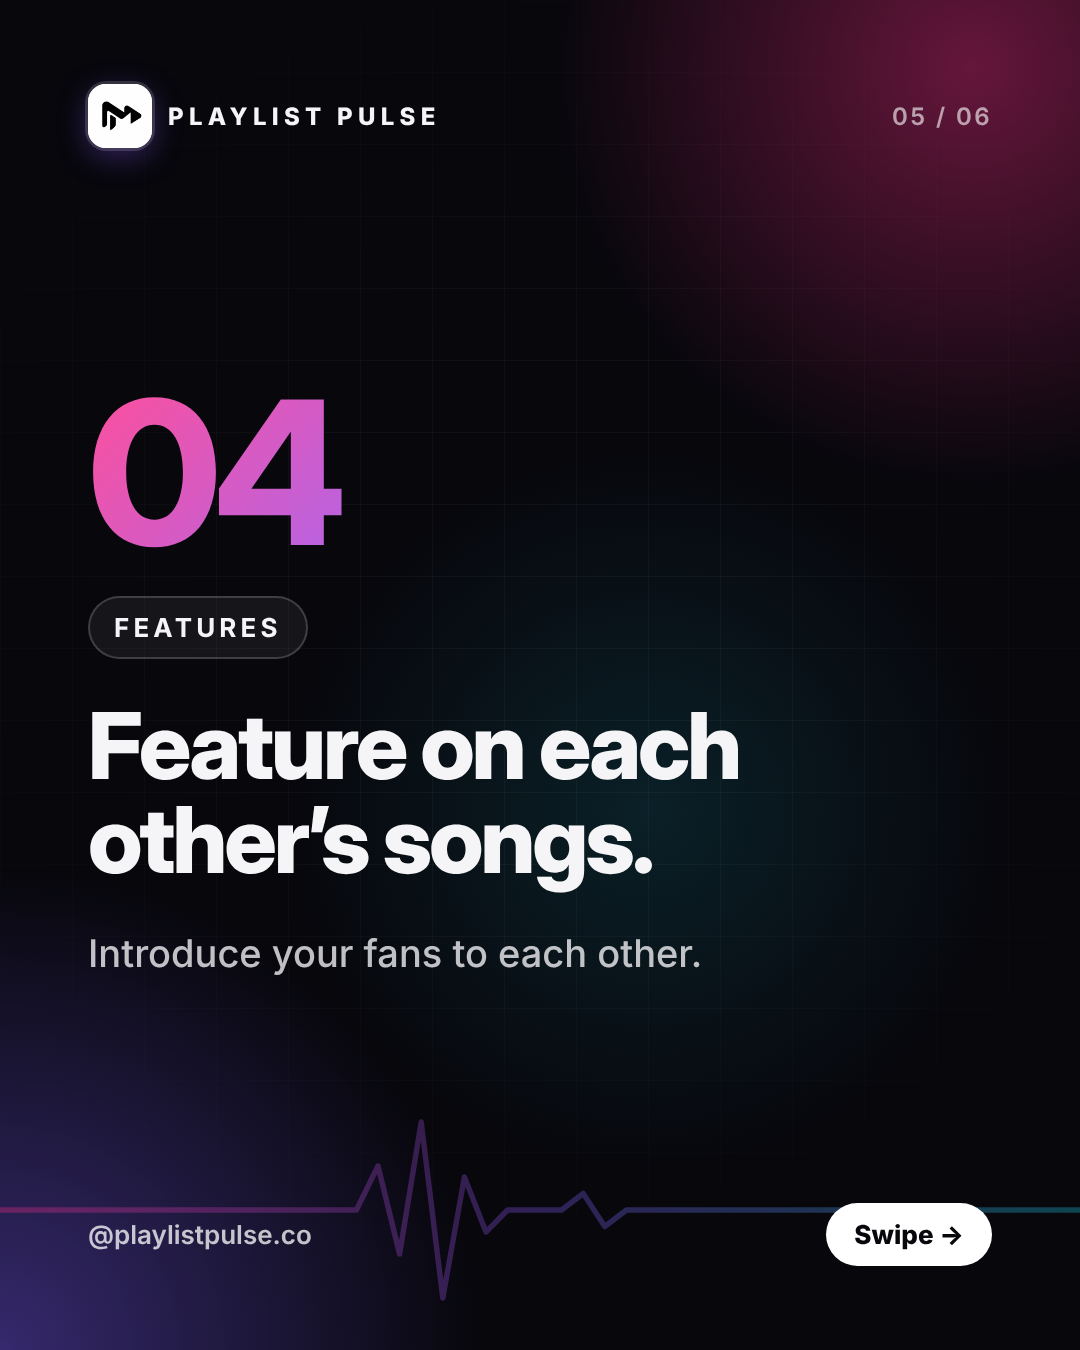 PLAYLIST PULSE
05 / 06
04
FEATURES
Feature on each
other’s songs.
Introduce your fans to each other.
@playlistpulse.co
Swipe →